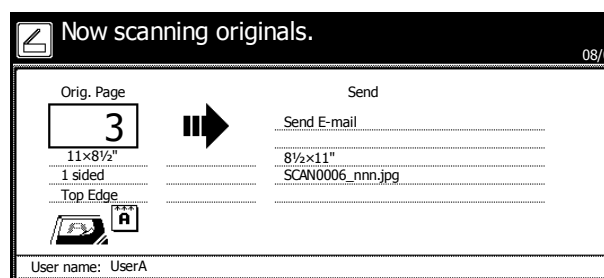 Now scanning originals.
08/0
Orig. Page
Send
3
Send E-mail
11×8½"
8½×11"
1 sided
SCAN0006_nnn.jpg
Top Edge
A
User name: UserA